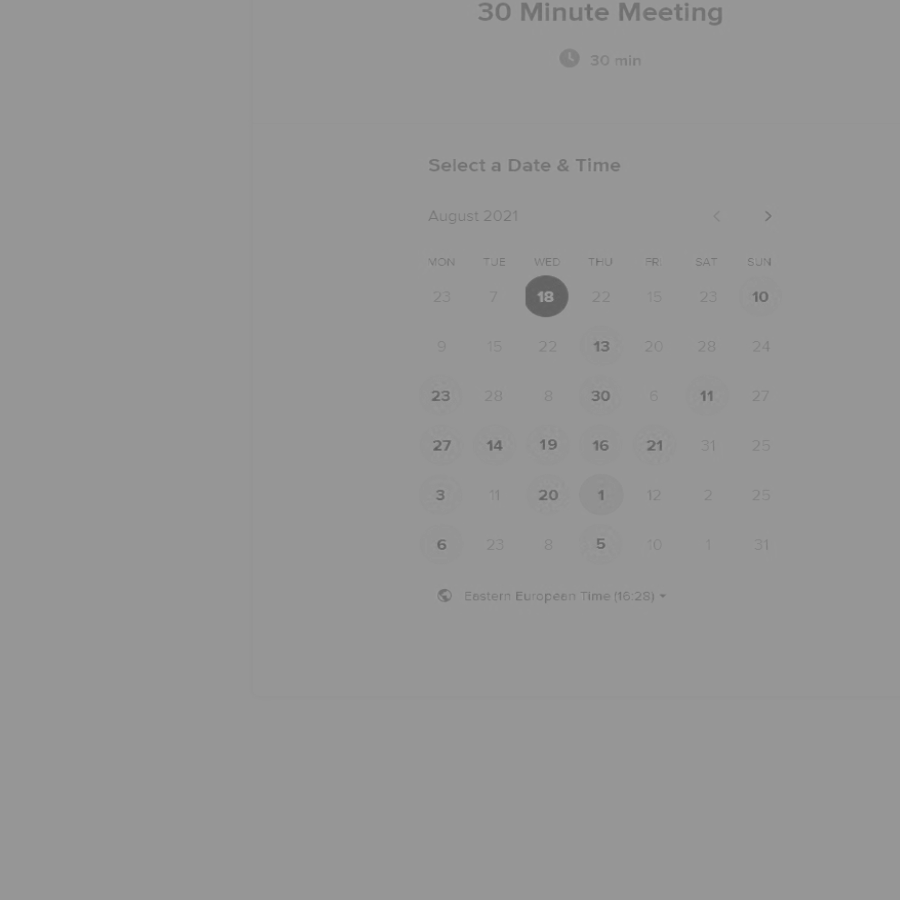 30 Minute Meeting
30 min
Select a Date & Time
August 2021
MON TUE WED THU FRI SAT SUN
23 7 18 22 15 23 10
9 15 22 13 20 28 24
23 28 8 30 6 11 27
27 14 19 16 21 31 25
3 11 20 1 12 2 25
6 23 8 5 10 1 31
Eastern European Time (16:28)